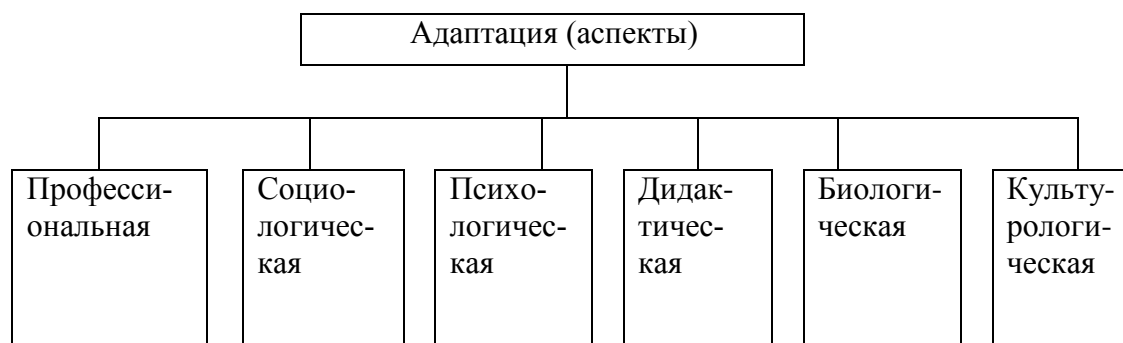 Адаптация (аспекты)
Професси-
ональная
Социо-
логичес-
кая
Психо-
логичес-
кая
Дидак-
тичес-
кая
Биологи-
ческая
Культу-
рологи-
ческая